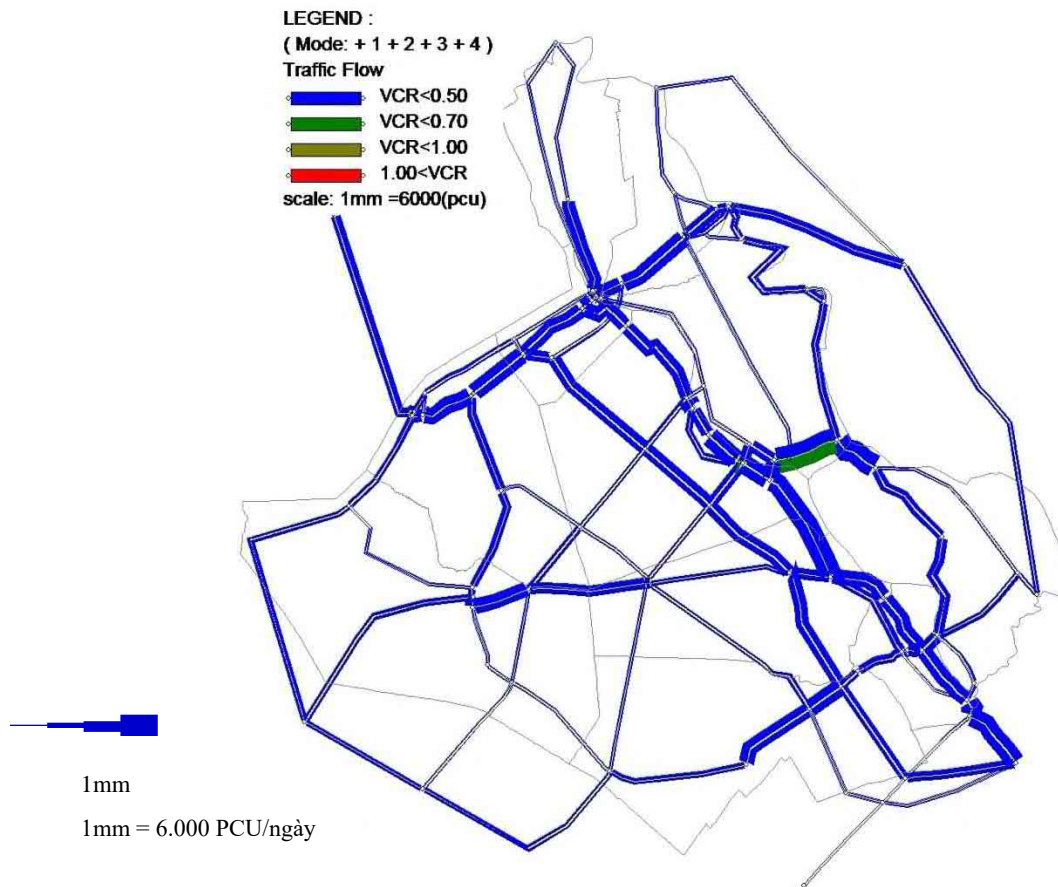 LEGEND :
( Mode: + 1 + 2 + 3 + 4 )
Traffic Flow
VCR<0.50
VCR<0.70
VCR<1.00
1.00<VCR
scale: 1mm =6000(pcu)
1mm
1mm = 6.000 PCU/ngày